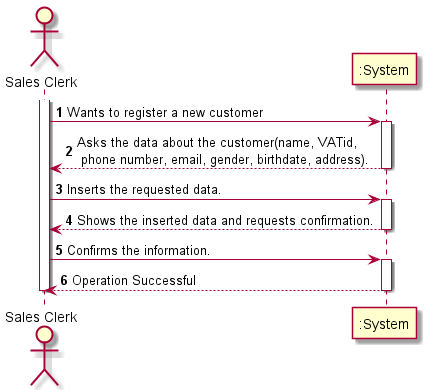 Sales Clerk
:System
1 Wants to register a new customer
2 Asks the data about the customer(name, VATid,
phone number, email, gender, birthdate, address).
3 Inserts the requested data.
4 Shows the inserted data and requests confirmation.
5 Confirms the information.
6 Operation Successful
Sales Clerk
:System